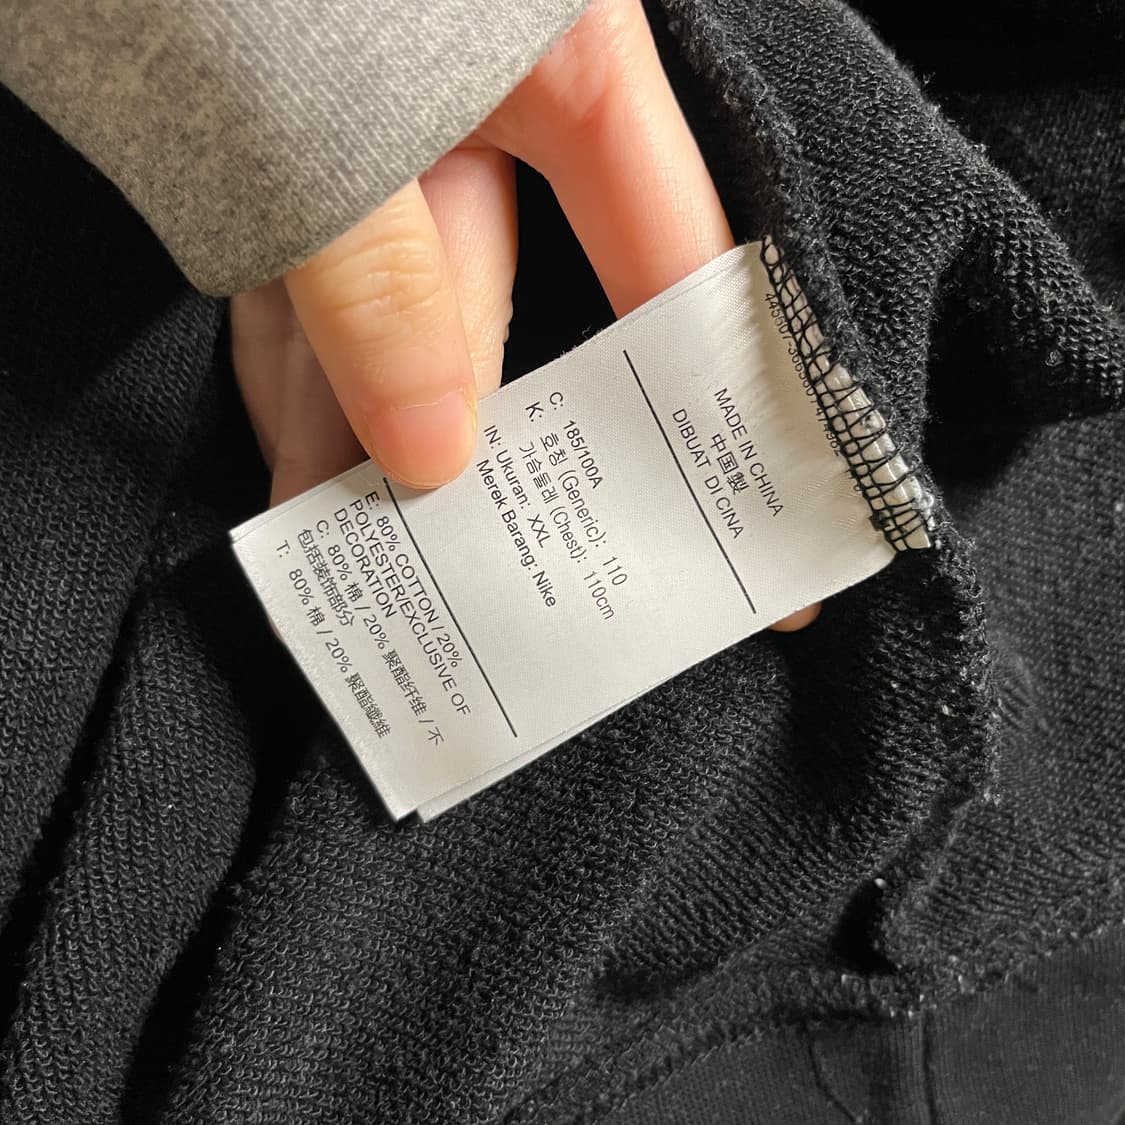 MADE IN CHINA
中国製
DIBUAT DI CINA
C: 185/100A
K: 호칭 (Generic): 110
가슴둘레 (Chest): 110cm
IN: Ukuran: XXL
Merek Barang: Nike
E: 80% COTTON / 20%
POLYESTER/EXCLUSIVE OF
DECORATION
C: 80% 棉 / 20% 聚酯纤维 / 不
包括装饰部分
T: 80% 棉 / 20% 聚酯纖維